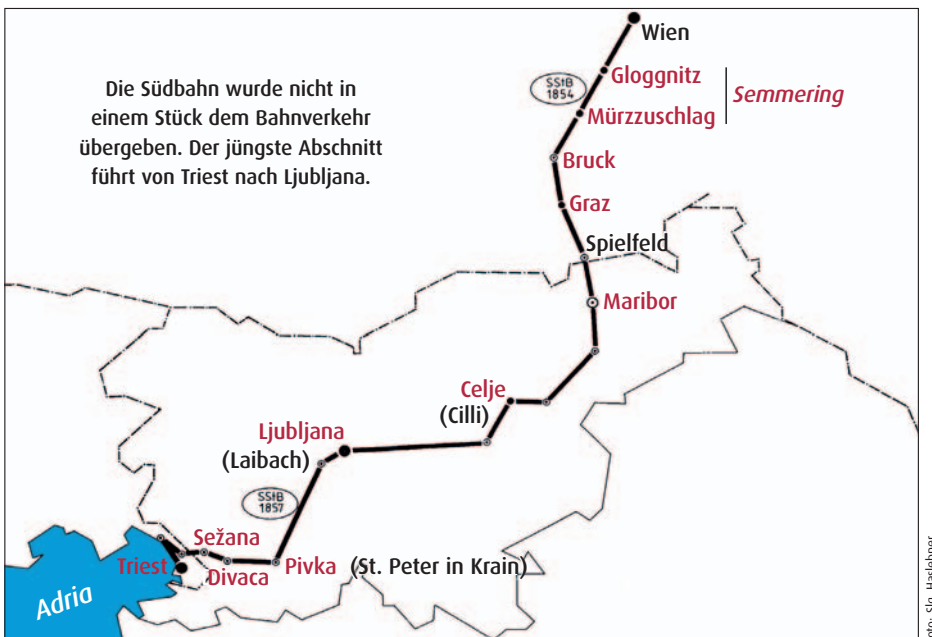 Die Südbahn wurde nicht in
einem Stück dem Bahnverkehr
übergeben. Der jüngste Abschnitt
führt von Triest nach Ljubljana.
Wien
Gloggnitz
SStB
1854
Semmering
Mürzzuschlag
Bruck
Graz
Spielfeld
Maribor
Celje
(Cilli)
Ljubljana
(Laibach)
SStB
1857
Sežana
Triest
Divaca
Pivka (St. Peter in Krain)
Adria